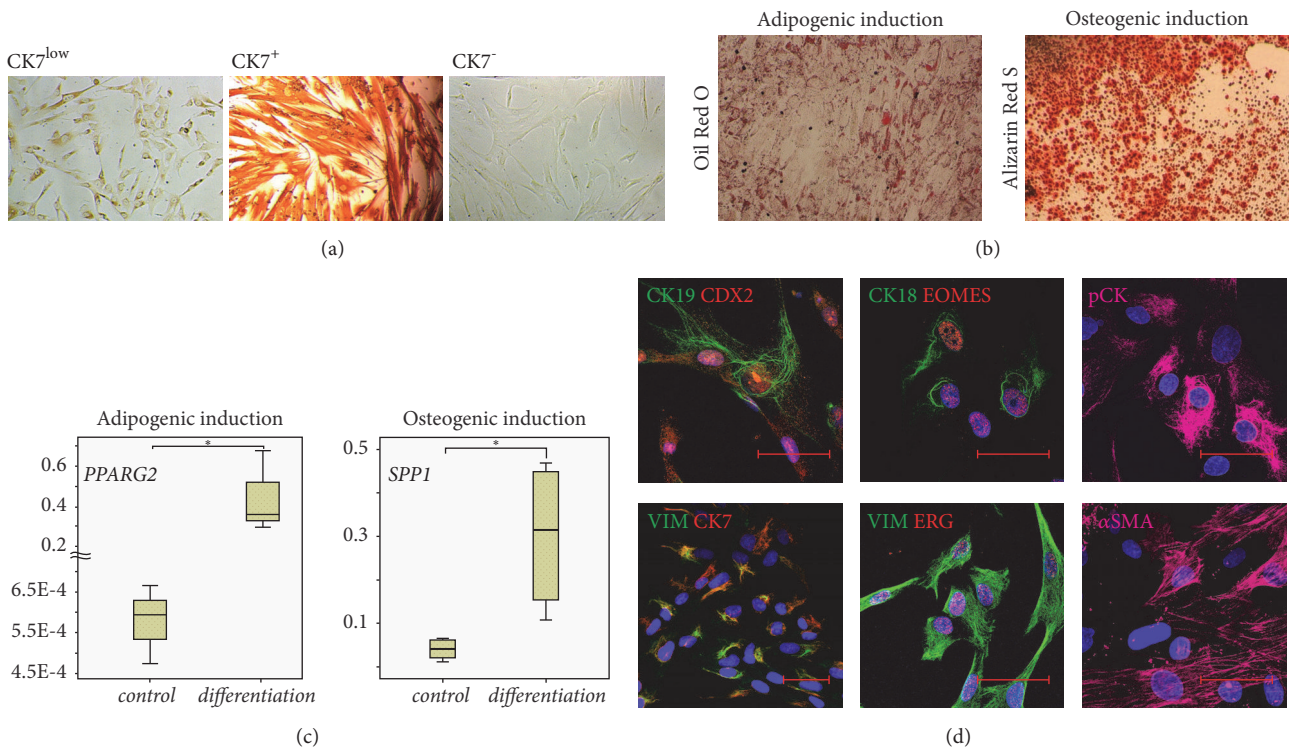 CK7low
CK7+
CK7-
(a)
Adipogenic induction
Osteogenic induction
Oil Red O
Alizarin Red S
(b)
Adipogenic induction
PPARG2
*
0.6
0.4
0.2
6.5E-4
5.5E-4
4.5E-4
control
differentiation
Osteogenic induction
SPP1
*
0.5
0.3
0.1
control
differentiation
(c)
CK19 CDX2
CK18 EOMES
pCK
VIM CK7
VIM ERG
αSMA
(d)